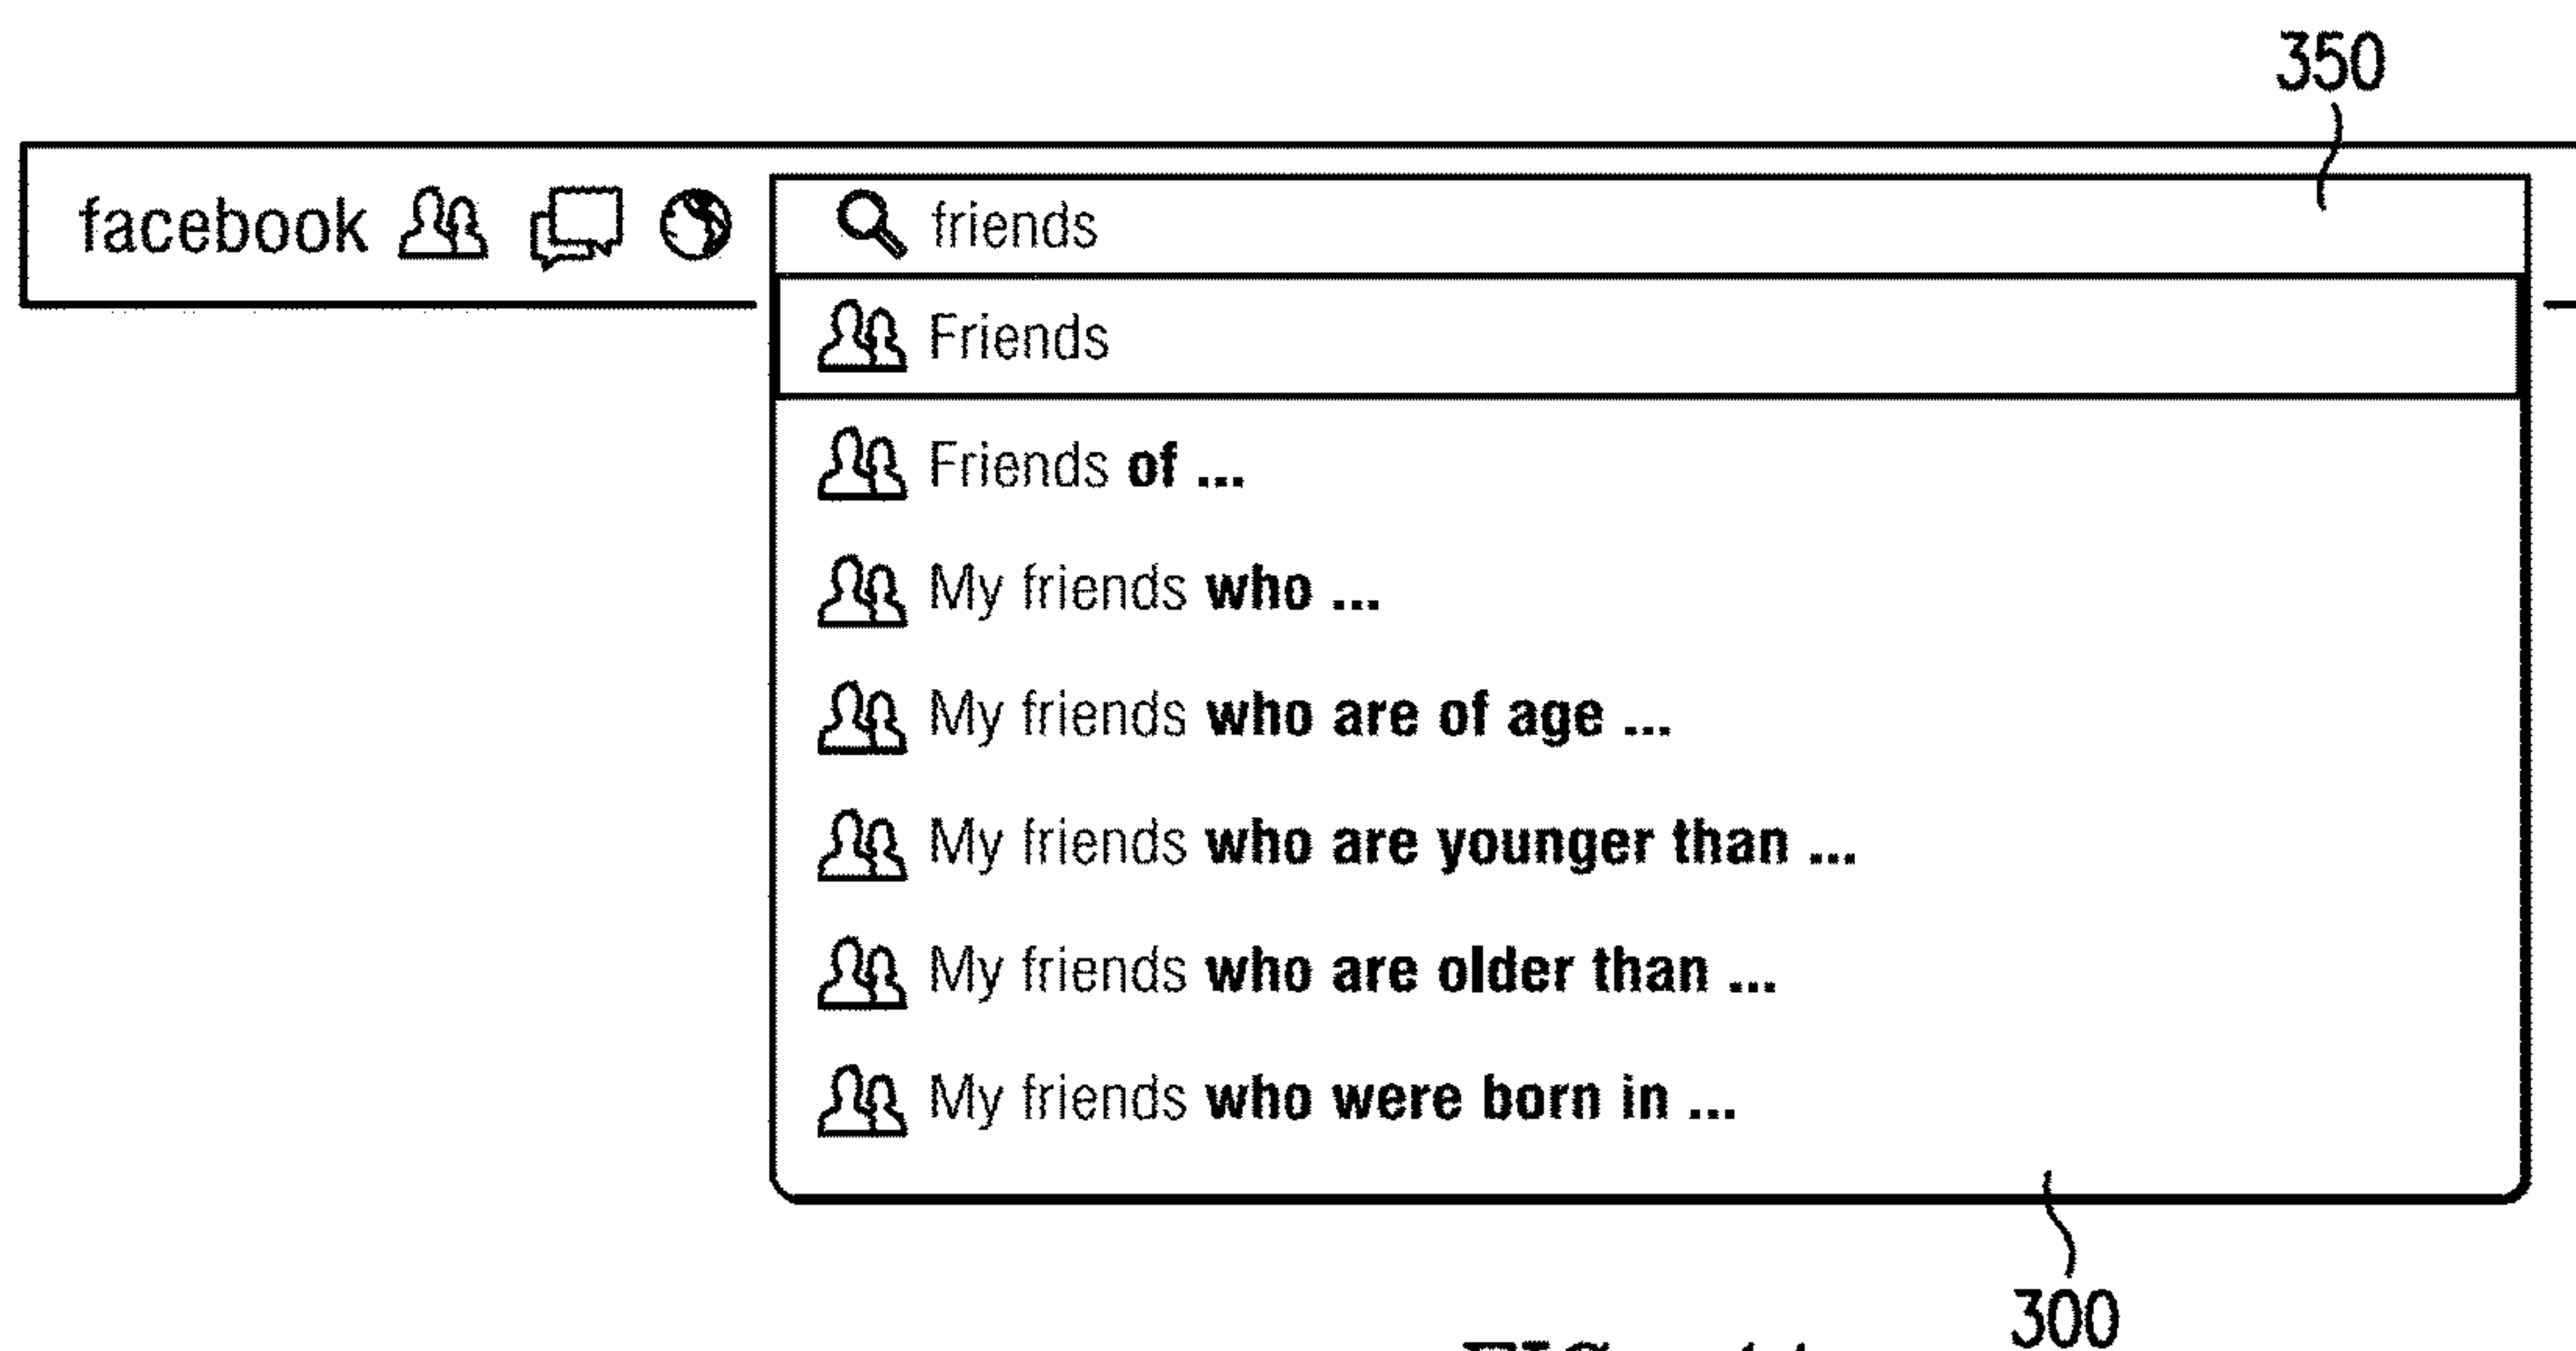 350
facebook friends
Friends
Friends of ...
My friends who ...
My friends who are of age ...
My friends who are younger than ...
My friends who are older than ...
My friends who were born in ...
300